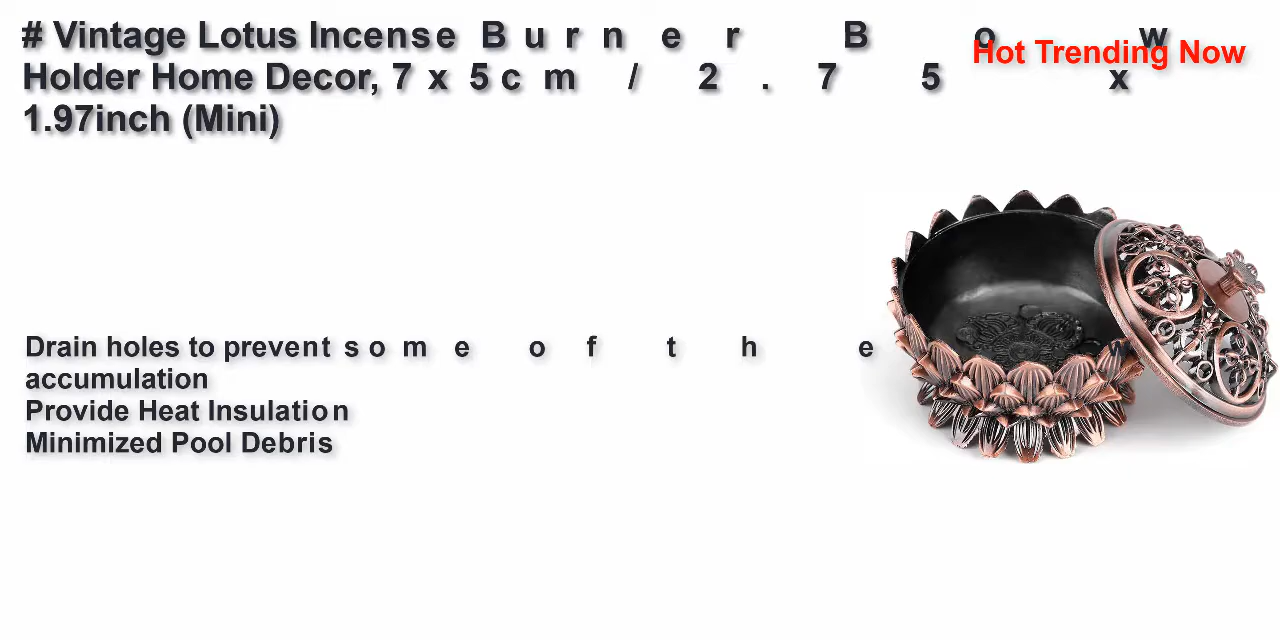 # Vintage Lotus Incense Burner Bow
Hot Trending Now
Holder Home Decor, 7 x 5cm / 2.75 x
1.97inch (Mini)
Drain holes to prevent some of the w
accumulation
Provide Heat Insulation
Minimized Pool Debris